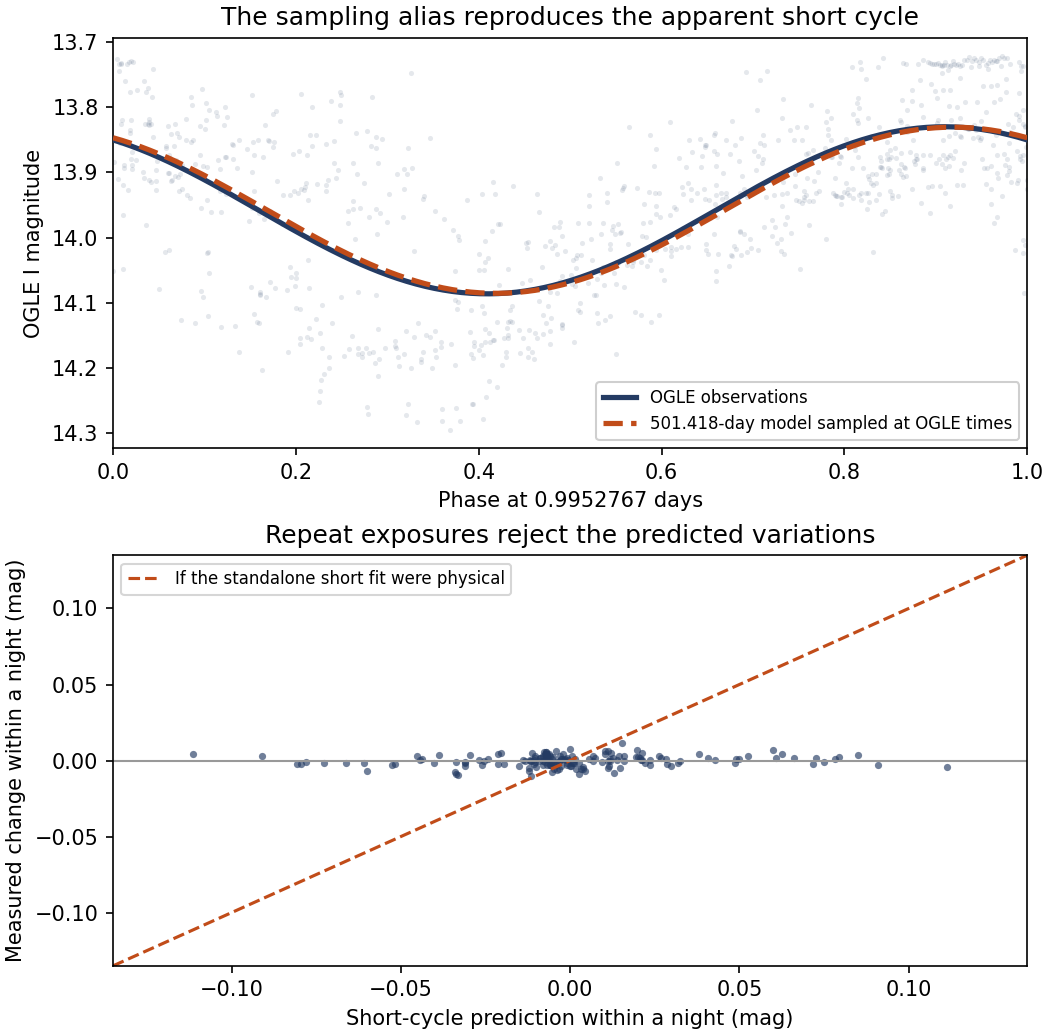 The sampling alias reproduces the apparent short cycle
13.7
13.8
13.9
14.0
14.1
14.2
14.3
OGLE I magnitude
OGLE observations
501.418-day model sampled at OGLE times
0.0 0.2 0.4 0.6 0.8 1.0
Phase at 0.9952767 days
Repeat exposures reject the predicted variations
If the standalone short fit were physical
0.10
0.05
0.00
−0.05
−0.10
Measured change within a night (mag)
−0.10 −0.05 0.00 0.05 0.10
Short-cycle prediction within a night (mag)